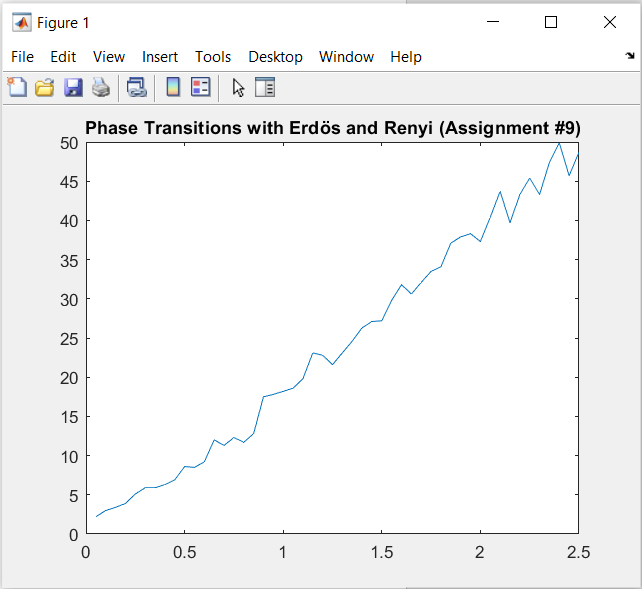 Figure 1
File Edit View Insert Tools Desktop Window Help
Phase Transitions with Erdös and Renyi (Assignment #9)
50
45
40
35
30
25
20
15
10
5
0
0 0.5 1 1.5 2 2.5